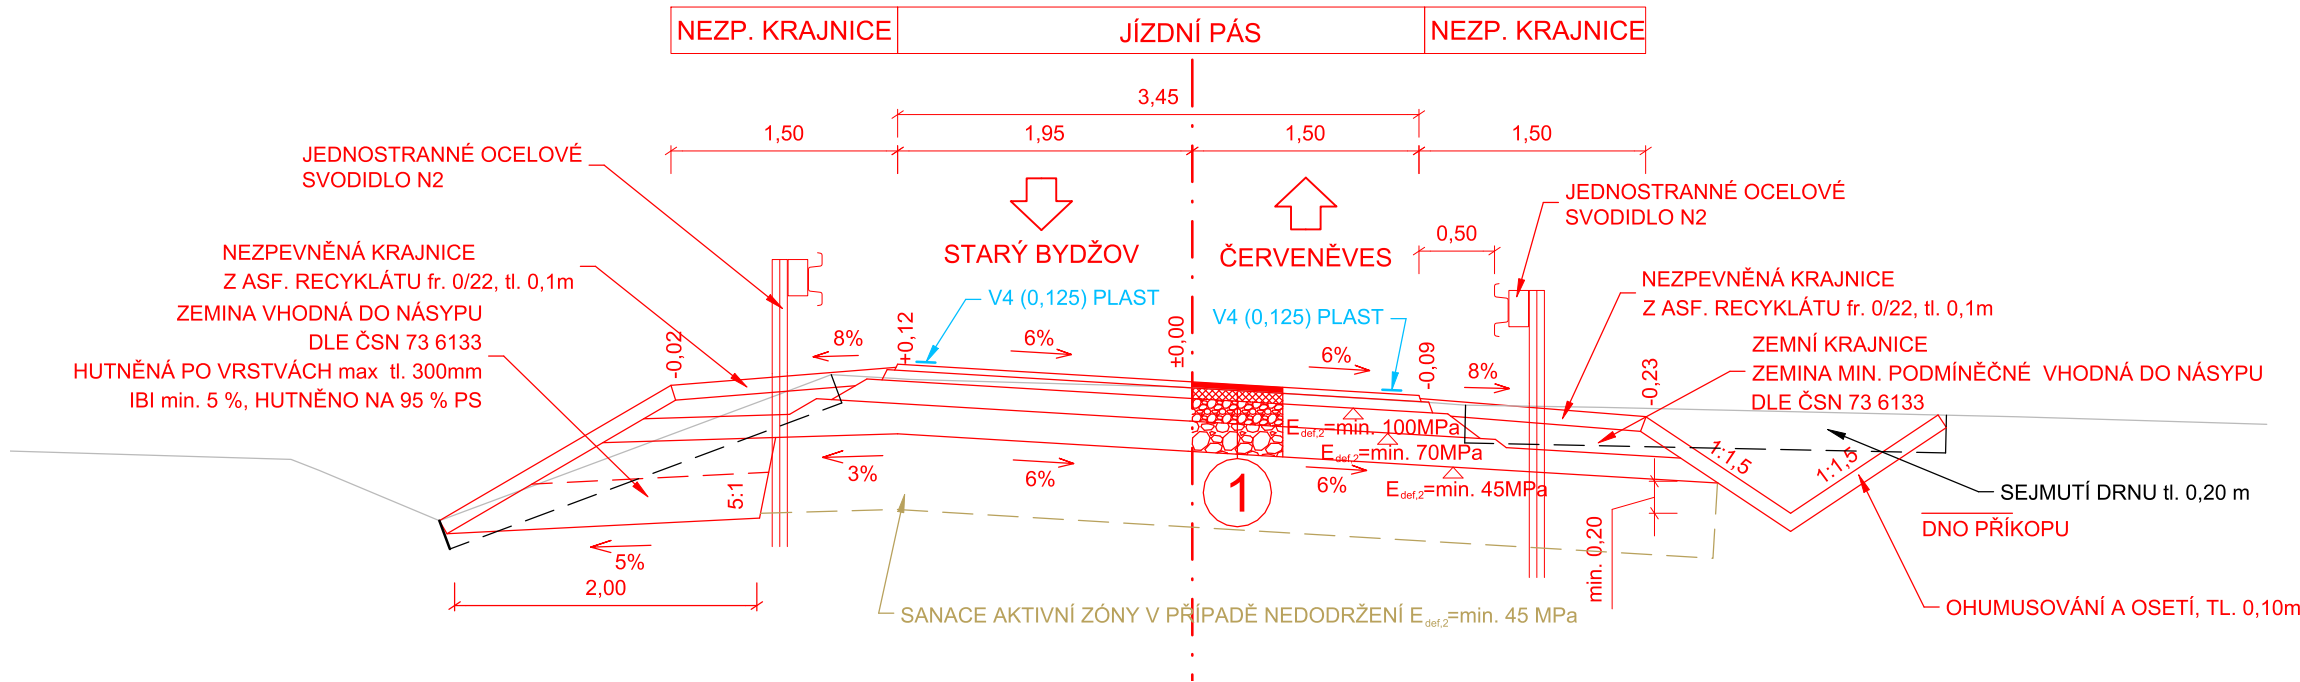 NEZP. KRAJNICE
JÍZDNÍ PÁS
NEZP. KRAJNICE
3,45
1,50
1,95
1,50
1,50
JEDNOSTRANNÉ OCELOVÉ
SVODIDLO N2
JEDNOSTRANNÉ OCELOVÉ
SVODIDLO N2
0,50
STARÝ BYDŽOV
ČERVENĚVES
NEZPEVNĚNÁ KRAJNICE
Z ASF. RECYKLÁTU fr. 0/22, tl. 0,1m
ZEMINA VHODNÁ DO NÁSYPU
DLE ČSN 73 6133
HUTNĚNÁ PO VRSTVÁCH max tl. 300mm
IBI min. 5 %, HUTNĚNO NA 95 % PS
NEZPEVNĚNÁ KRAJNICE
Z ASF. RECYKLÁTU fr. 0/22, tl. 0,1m
V4 (0,125) PLAST
V4 (0,125) PLAST
ZEMNÍ KRAJNICE
ZEMINA MIN. PODMÍNĚČNÉ VHODNÁ DO NÁSYPU
DLE ČSN 73 6133
-0,02
8%
+0,12
6%
±0,00
6%
-0,09
8%
-0,23
Edef,2=min. 100MPa
Edef,2=min. 70MPa
Edef,2=min. 45MPa
1:1,5
1:1,5
3%
6%
6%
5:1
1
SEJMUTÍ DRNU tl. 0,20 m
DNO PŘÍKOPU
5%
2,00
min. 0,20
SANACE AKTIVNÍ ZÓNY V PŘÍPADĚ NEDODRŽENÍ Edef,2=min. 45 MPa
OHUMUSOVÁNÍ A OSETÍ, TL. 0,10m